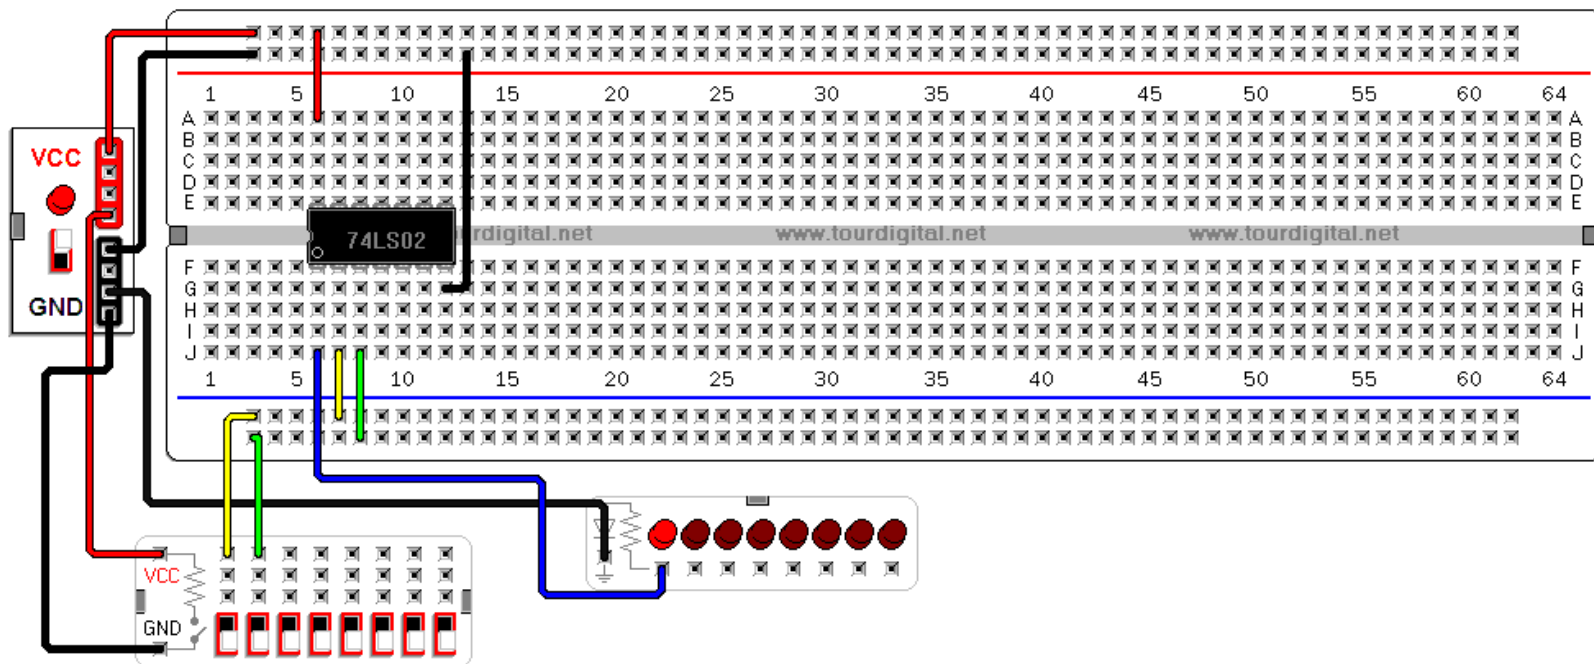 1 5 10 15 20 25 30 35 40 45 50 55 60 64
A A
B B
VCC
C C
D D
E E
74LS02
rdigital.net www.tourdigital.net www.tourdigital.net
F F
G G
GND
H H
I I
J J
1 5 10 15 20 25 30 35 40 45 50 55 60 64
VCC
GND